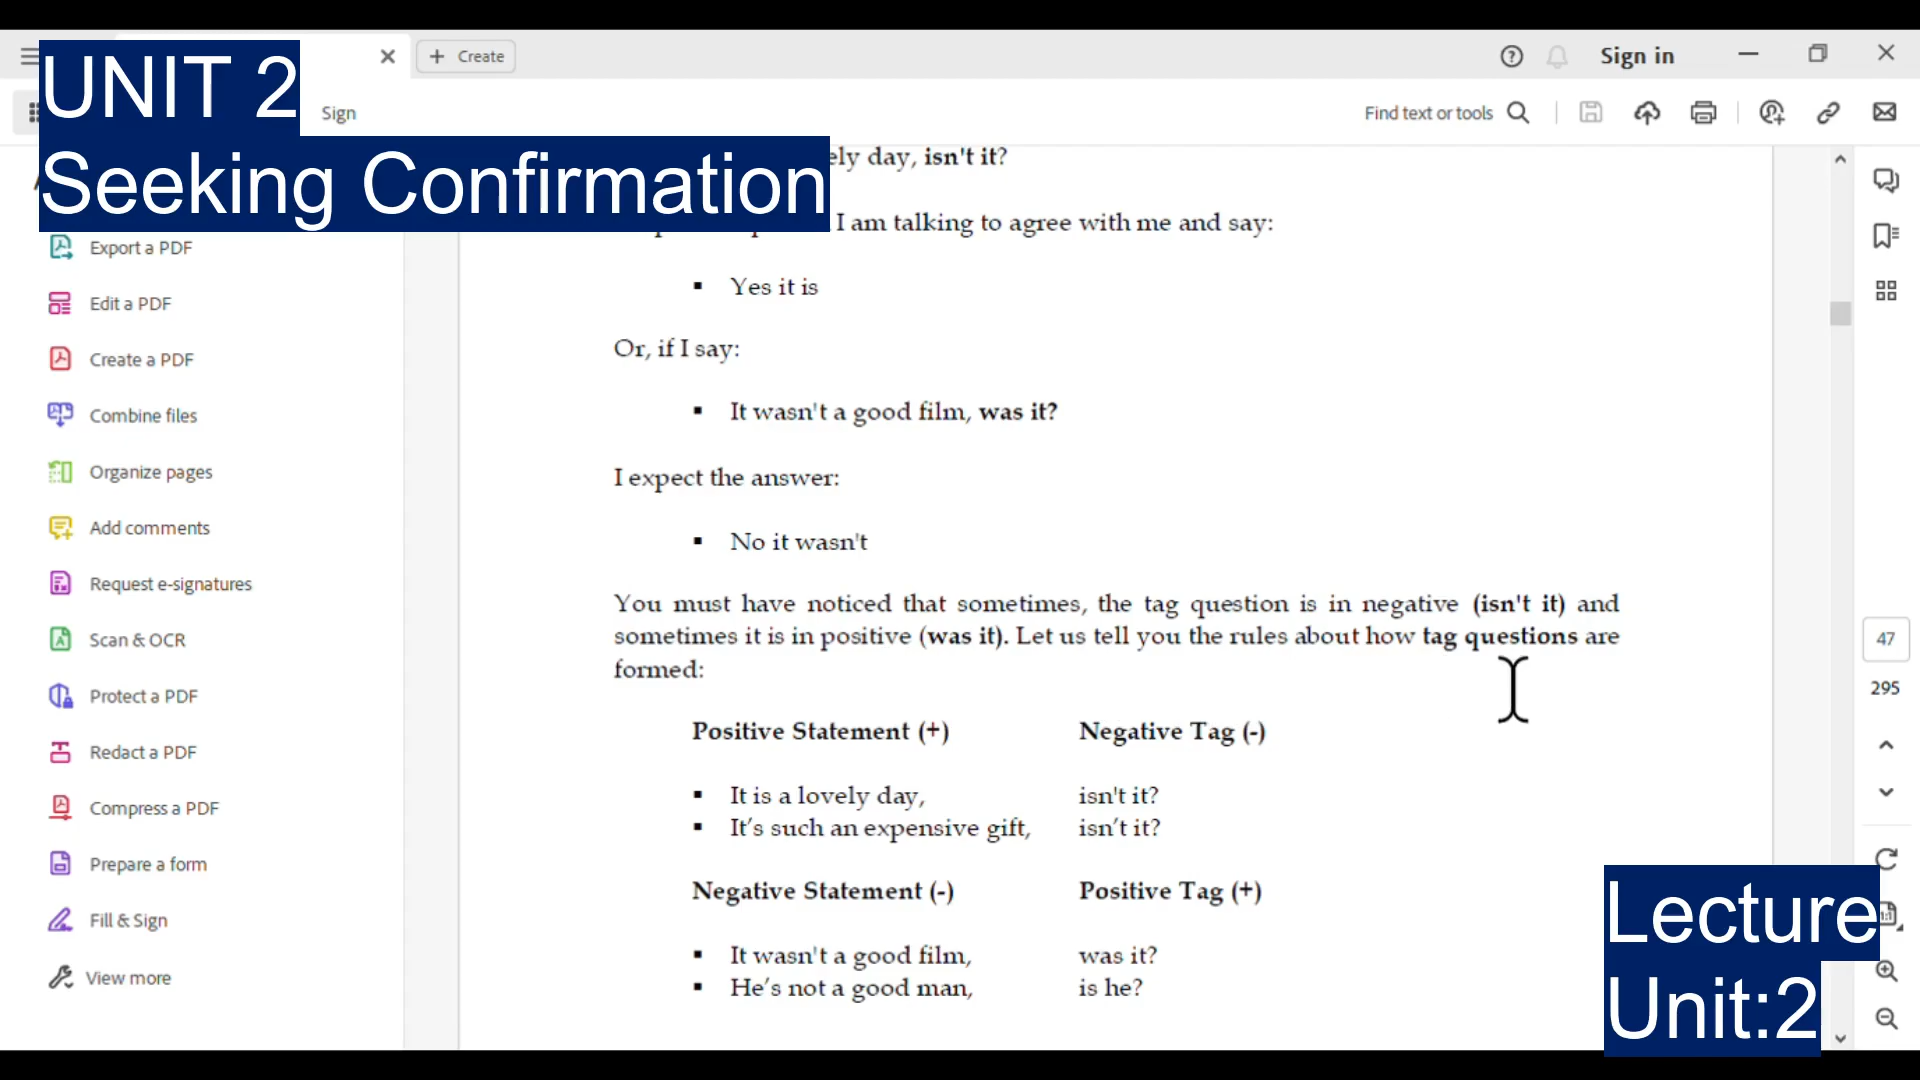 UNIT 2
Seeking Confirmation
Create
Sign in
Sign
Find text or tools
ely day, isn't it?
I am talking to agree with me and say:
Export a PDF
Edit a PDF
Create a PDF
Combine files
Organize pages
Add comments
Request e-signatures
Scan & OCR
Protect a PDF
Redact a PDF
Compress a PDF
Prepare a form
Fill & Sign
View more
▪ Yes it is
Or, if I say:
▪ It wasn't a good film, was it?
I expect the answer:
▪ No it wasn't
You must have noticed that sometimes, the tag question is in negative (isn't it) and
sometimes it is in positive (was it). Let us tell you the rules about how tag questions are
formed:
Positive Statement (+) Negative Tag (-)
▪ It is a lovely day, isn't it?
▪ It's such an expensive gift, isn't it?
Negative Statement (-) Positive Tag (+)
▪ It wasn't a good film, was it?
▪ He's not a good man, is he?
47
295
Lecture
Unit:2